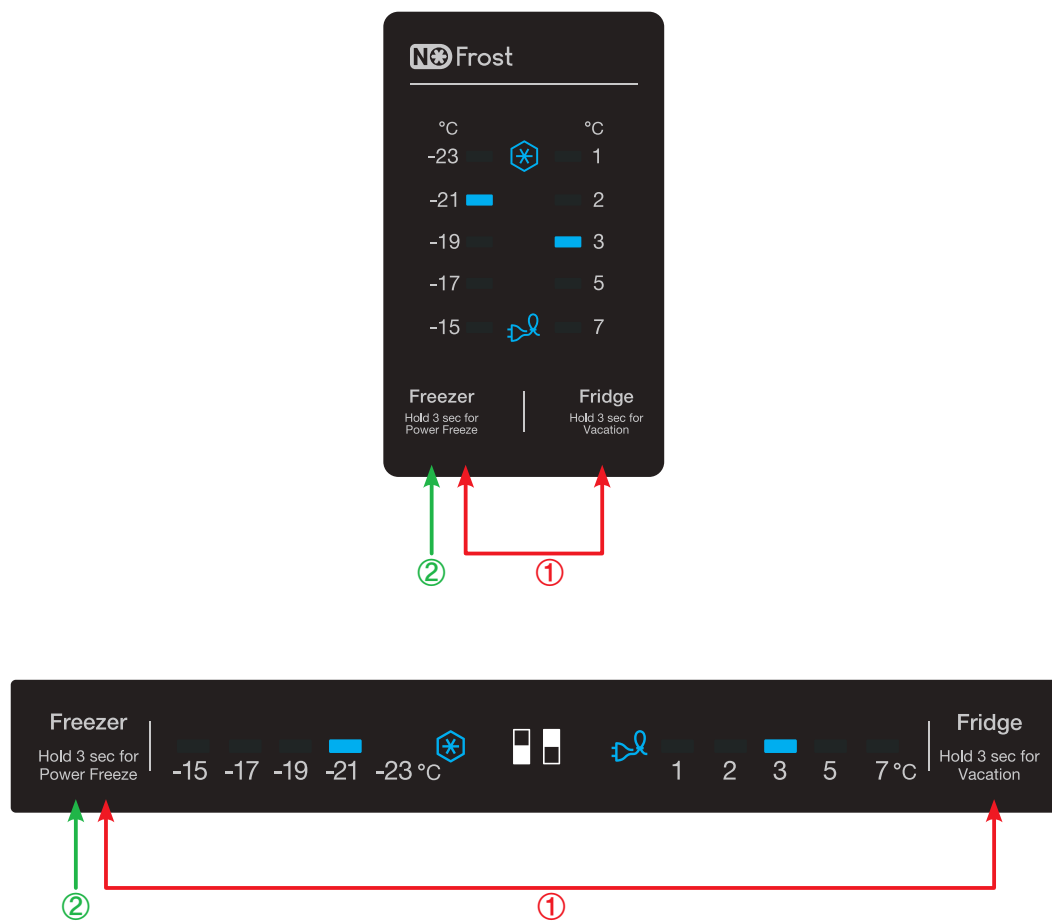 NO Frost
°C °C
-23 1
-21 2
-19 3
-17 5
-15 7
Freezer Fridge
Hold 3 sec for Hold 3 sec for
Power Freeze Vacation
② ①
Freezer Fridge
Hold 3 sec for Hold 3 sec for
Power Freeze Vacation
-15 -17 -19 -21 -23 °C 1 2 3 5 7 °C
② ①